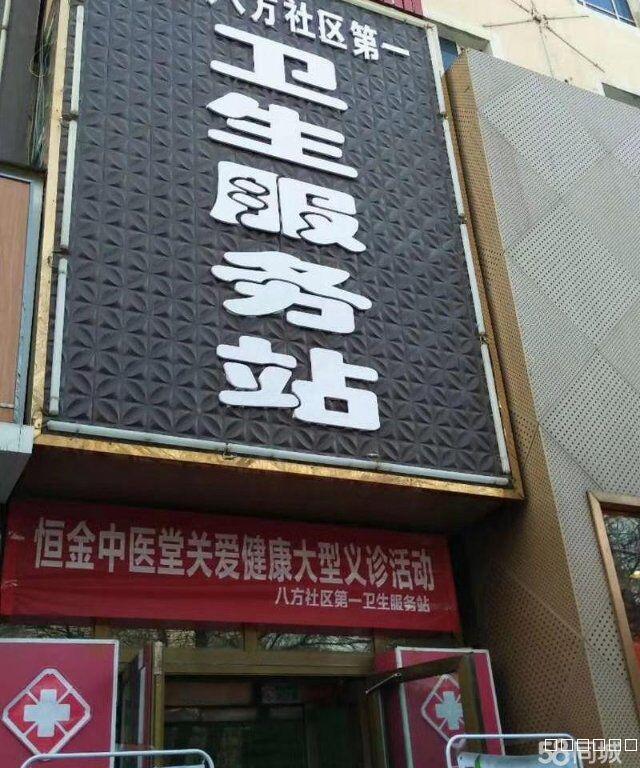 八方社区第一
卫生服务站
恒金中医堂关爱健康大型义诊活动
八方社区第一卫生服务站
58同城